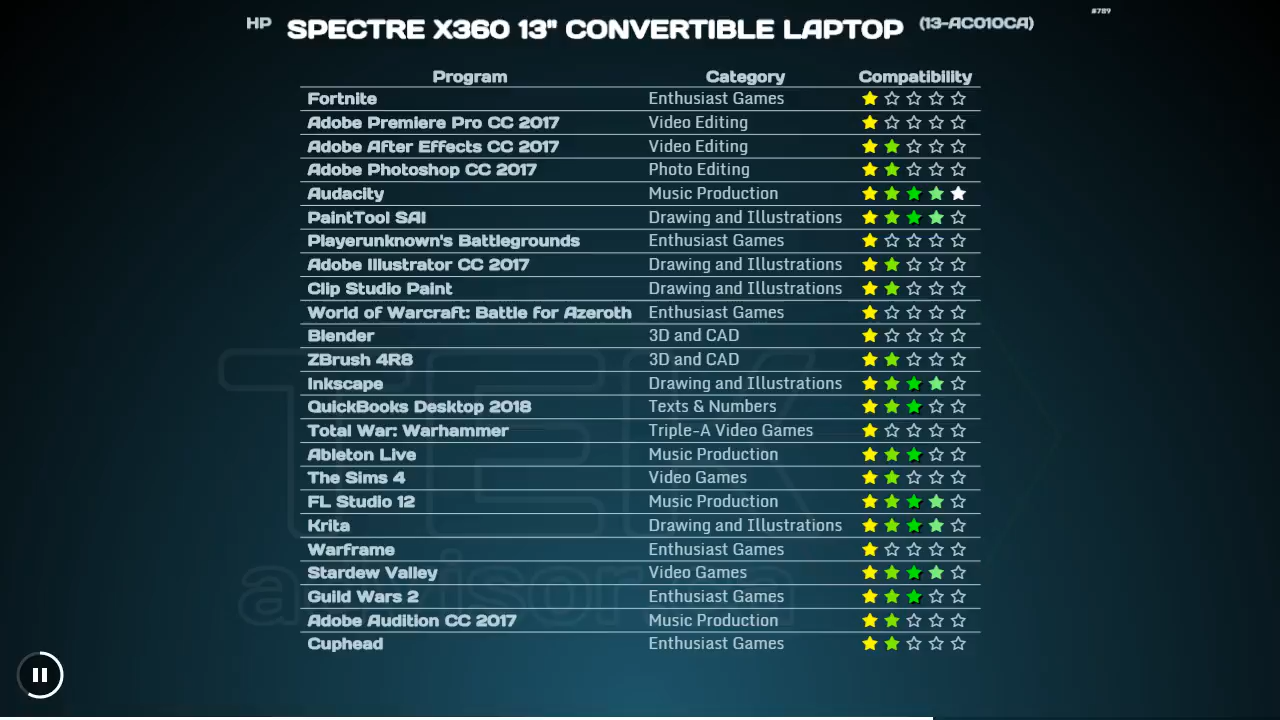 HP SPECTRE X360 13" CONVERTIBLE LAPTOP (13-AC010CA)
#789
Program Category Compatibility
Fortnite Enthusiast Games
Adobe Premiere Pro CC 2017 Video Editing
Adobe After Effects CC 2017 Video Editing
Adobe Photoshop CC 2017 Photo Editing
Audacity Music Production
PaintTool SAI Drawing and Illustrations
Playerunknown's Battlegrounds Enthusiast Games
Adobe Illustrator CC 2017 Drawing and Illustrations
Clip Studio Paint Drawing and Illustrations
World of Warcraft: Battle for Azeroth Enthusiast Games
Blender 3D and CAD
ZBrush 4R8 3D and CAD
Inkscape Drawing and Illustrations
QuickBooks Desktop 2018 Texts & Numbers
Total War: Warhammer Triple-A Video Games
Ableton Live Music Production
The Sims 4 Video Games
FL Studio 12 Music Production
Krita Drawing and Illustrations
Warframe Enthusiast Games
Stardew Valley Video Games
Guild Wars 2 Enthusiast Games
Adobe Audition CC 2017 Music Production
Cuphead Enthusiast Games
TEK